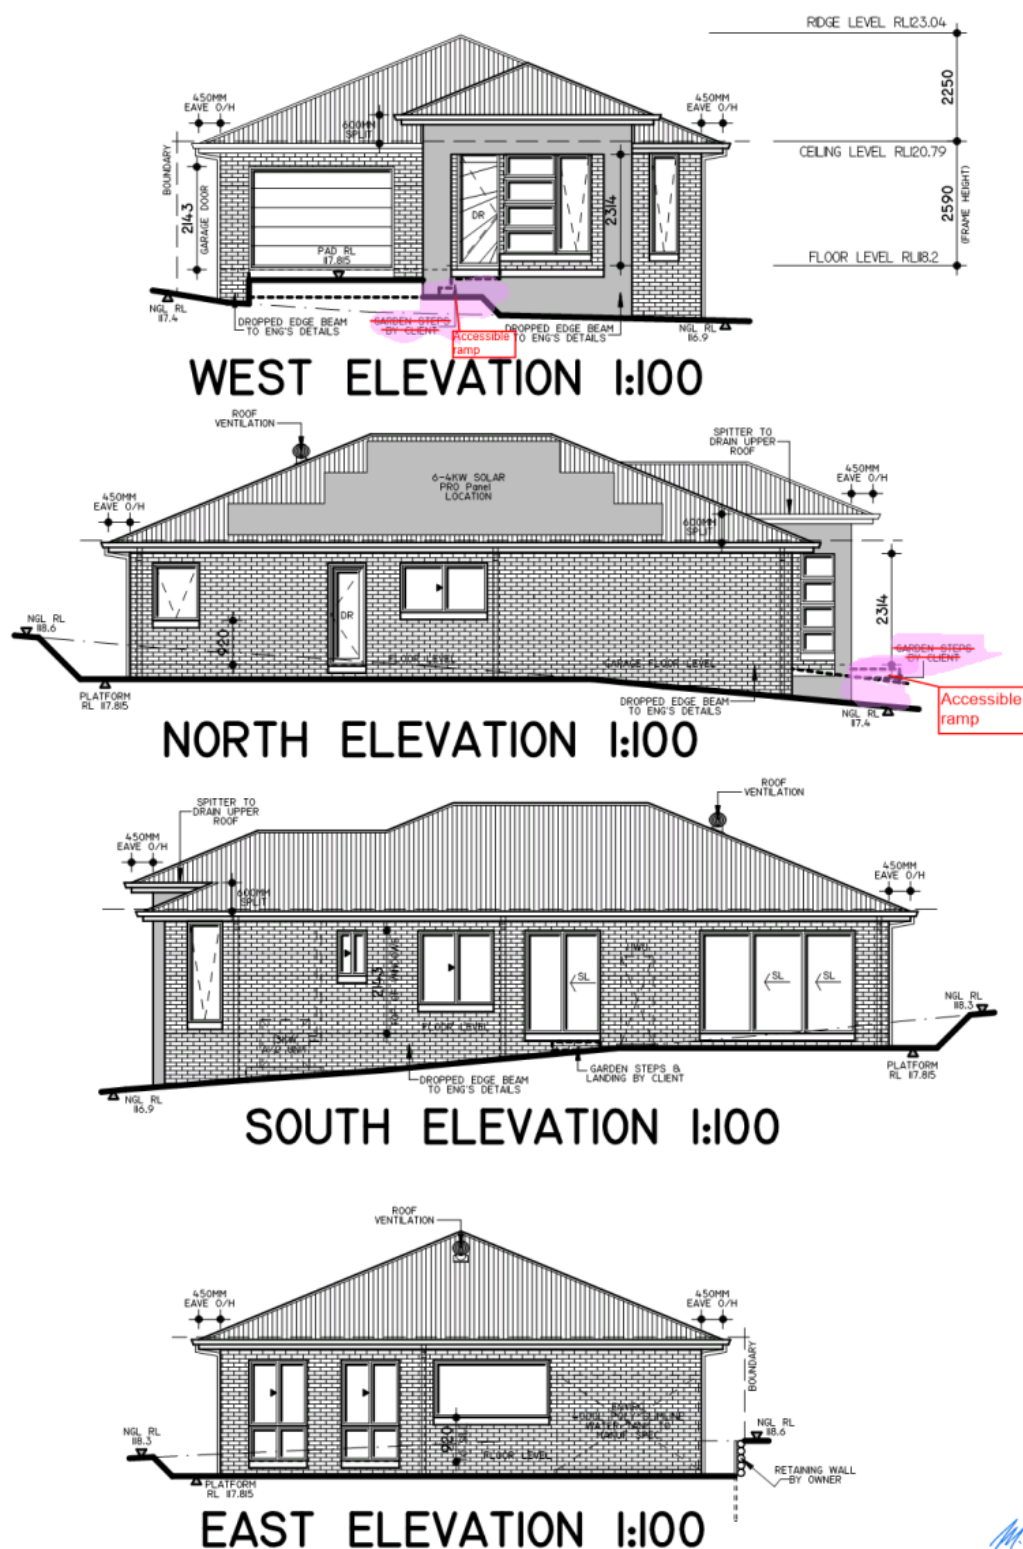 RIDGE LEVEL RL123.04
2250
450MM
EAVE O/H
450MM
EAVE O/H
600MM
SPLIT
CEILING LEVEL RL120.79
BOUNDARY
2143
GARAGE DOOR
DR
2314
2590
(FRAME HEIGHT)
PAD RL
117.815
FLOOR LEVEL RL118.2
NGL RL
117.4
DROPPED EDGE BEAM
TO ENG'S DETAILS
GARDEN STEPS
BY CLIENT
Accessible
ramp
DROPPED EDGE BEAM
TO ENG'S DETAILS
NGL RL
116.9
WEST ELEVATION 1:100
ROOF
VENTILATION
SPITTER TO
DRAIN UPPER
ROOF
6-4KW SOLAR
PRO Panel
LOCATION
450MM
EAVE O/H
450MM
EAVE O/H
600MM
SPLIT
DR
2314
NGL RL
118.6
920
FLOOR LEVEL
GARAGE FLOOR LEVEL
GARDEN STEPS
BY CLIENT
PLATFORM
RL 117.815
DROPPED EDGE BEAM
TO ENG'S DETAILS
NGL RL
117.4
Accessible
ramp
NORTH ELEVATION 1:100
SPITTER TO
DRAIN UPPER
ROOF
ROOF
VENTILATION
450MM
EAVE O/H
450MM
EAVE O/H
600MM
SPLIT
2143
TOP OF WINDOWS
SL
SL
SL
NGL RL
118.3
FLOOR LEVEL
NGL RL
116.9
DROPPED EDGE BEAM
TO ENG'S DETAILS
GARDEN STEPS &
LANDING BY CLIENT
PLATFORM
RL 117.815
SOUTH ELEVATION 1:100
ROOF
VENTILATION
450MM
EAVE O/H
450MM
EAVE O/H
BOUNDARY
SLIMLINE
WATER TANK TO
MANUF SPEC
920
FLOOR LEVEL
NGL RL
118.3
NGL RL
118.6
PLATFORM
RL 117.815
RETAINING WALL
BY OWNER
EAST ELEVATION 1:100